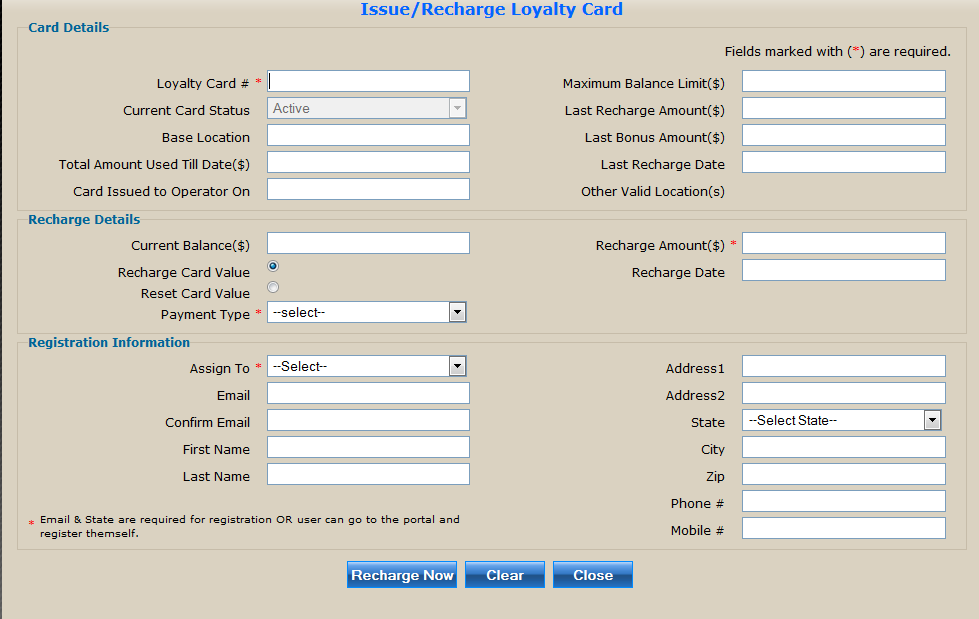 Issue/Recharge Loyalty Card
Card Details
Fields marked with (*) are required.
Loyalty Card # *
Maximum Balance Limit($)
Current Card Status Active
Last Recharge Amount($)
Base Location
Last Bonus Amount($)
Total Amount Used Till Date($)
Last Recharge Date
Card Issued to Operator On
Other Valid Location(s)
Recharge Details
Current Balance($)
Recharge Amount($) *
Recharge Card Value
Recharge Date
Reset Card Value
Payment Type * --select--
Registration Information
Assign To * --Select--
Address1
Email
Address2
Confirm Email
State --Select State--
First Name
City
Last Name
Zip
Phone #
* Email & State are required for registration OR user can go to the portal and
register themself.
Mobile #
Recharge Now Clear Close